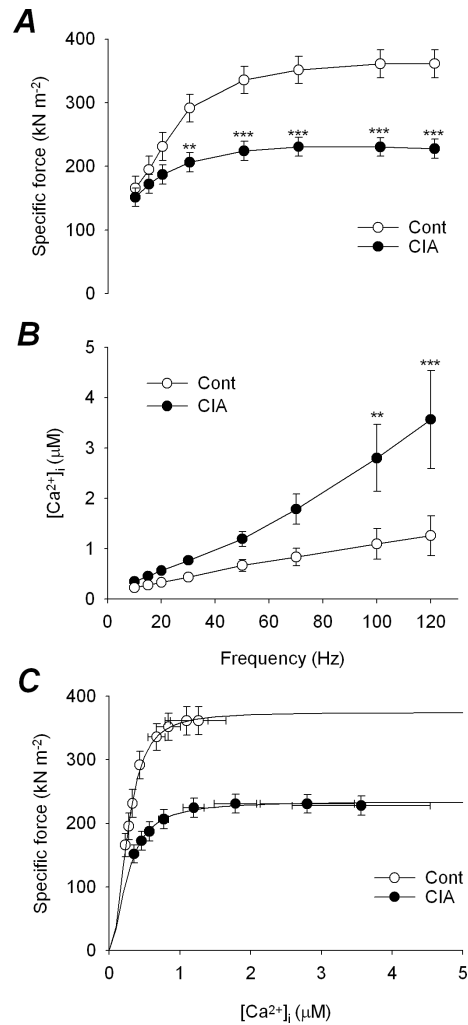 A
400
300
200
100
0
Specific force (kN m-2)
**
***
***
***
***
Cont
CIA
B
5
4
3
2
1
0
[Ca2+]i (μM)
Cont
CIA
**
***
0 20 40 60 80 100 120
Frequency (Hz)
C
400
300
200
100
0
Specific force (kN m-2)
Cont
CIA
0 1 2 3 4 5
[Ca2+]i (μM)